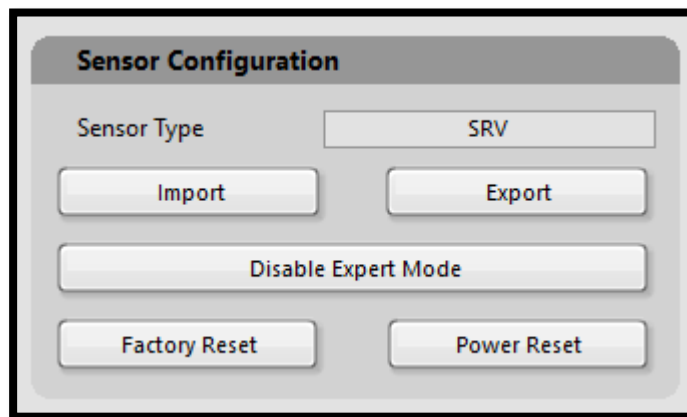 Sensor Configuration
Sensor Type SRV
Import Export
Disable Expert Mode
Factory Reset Power Reset